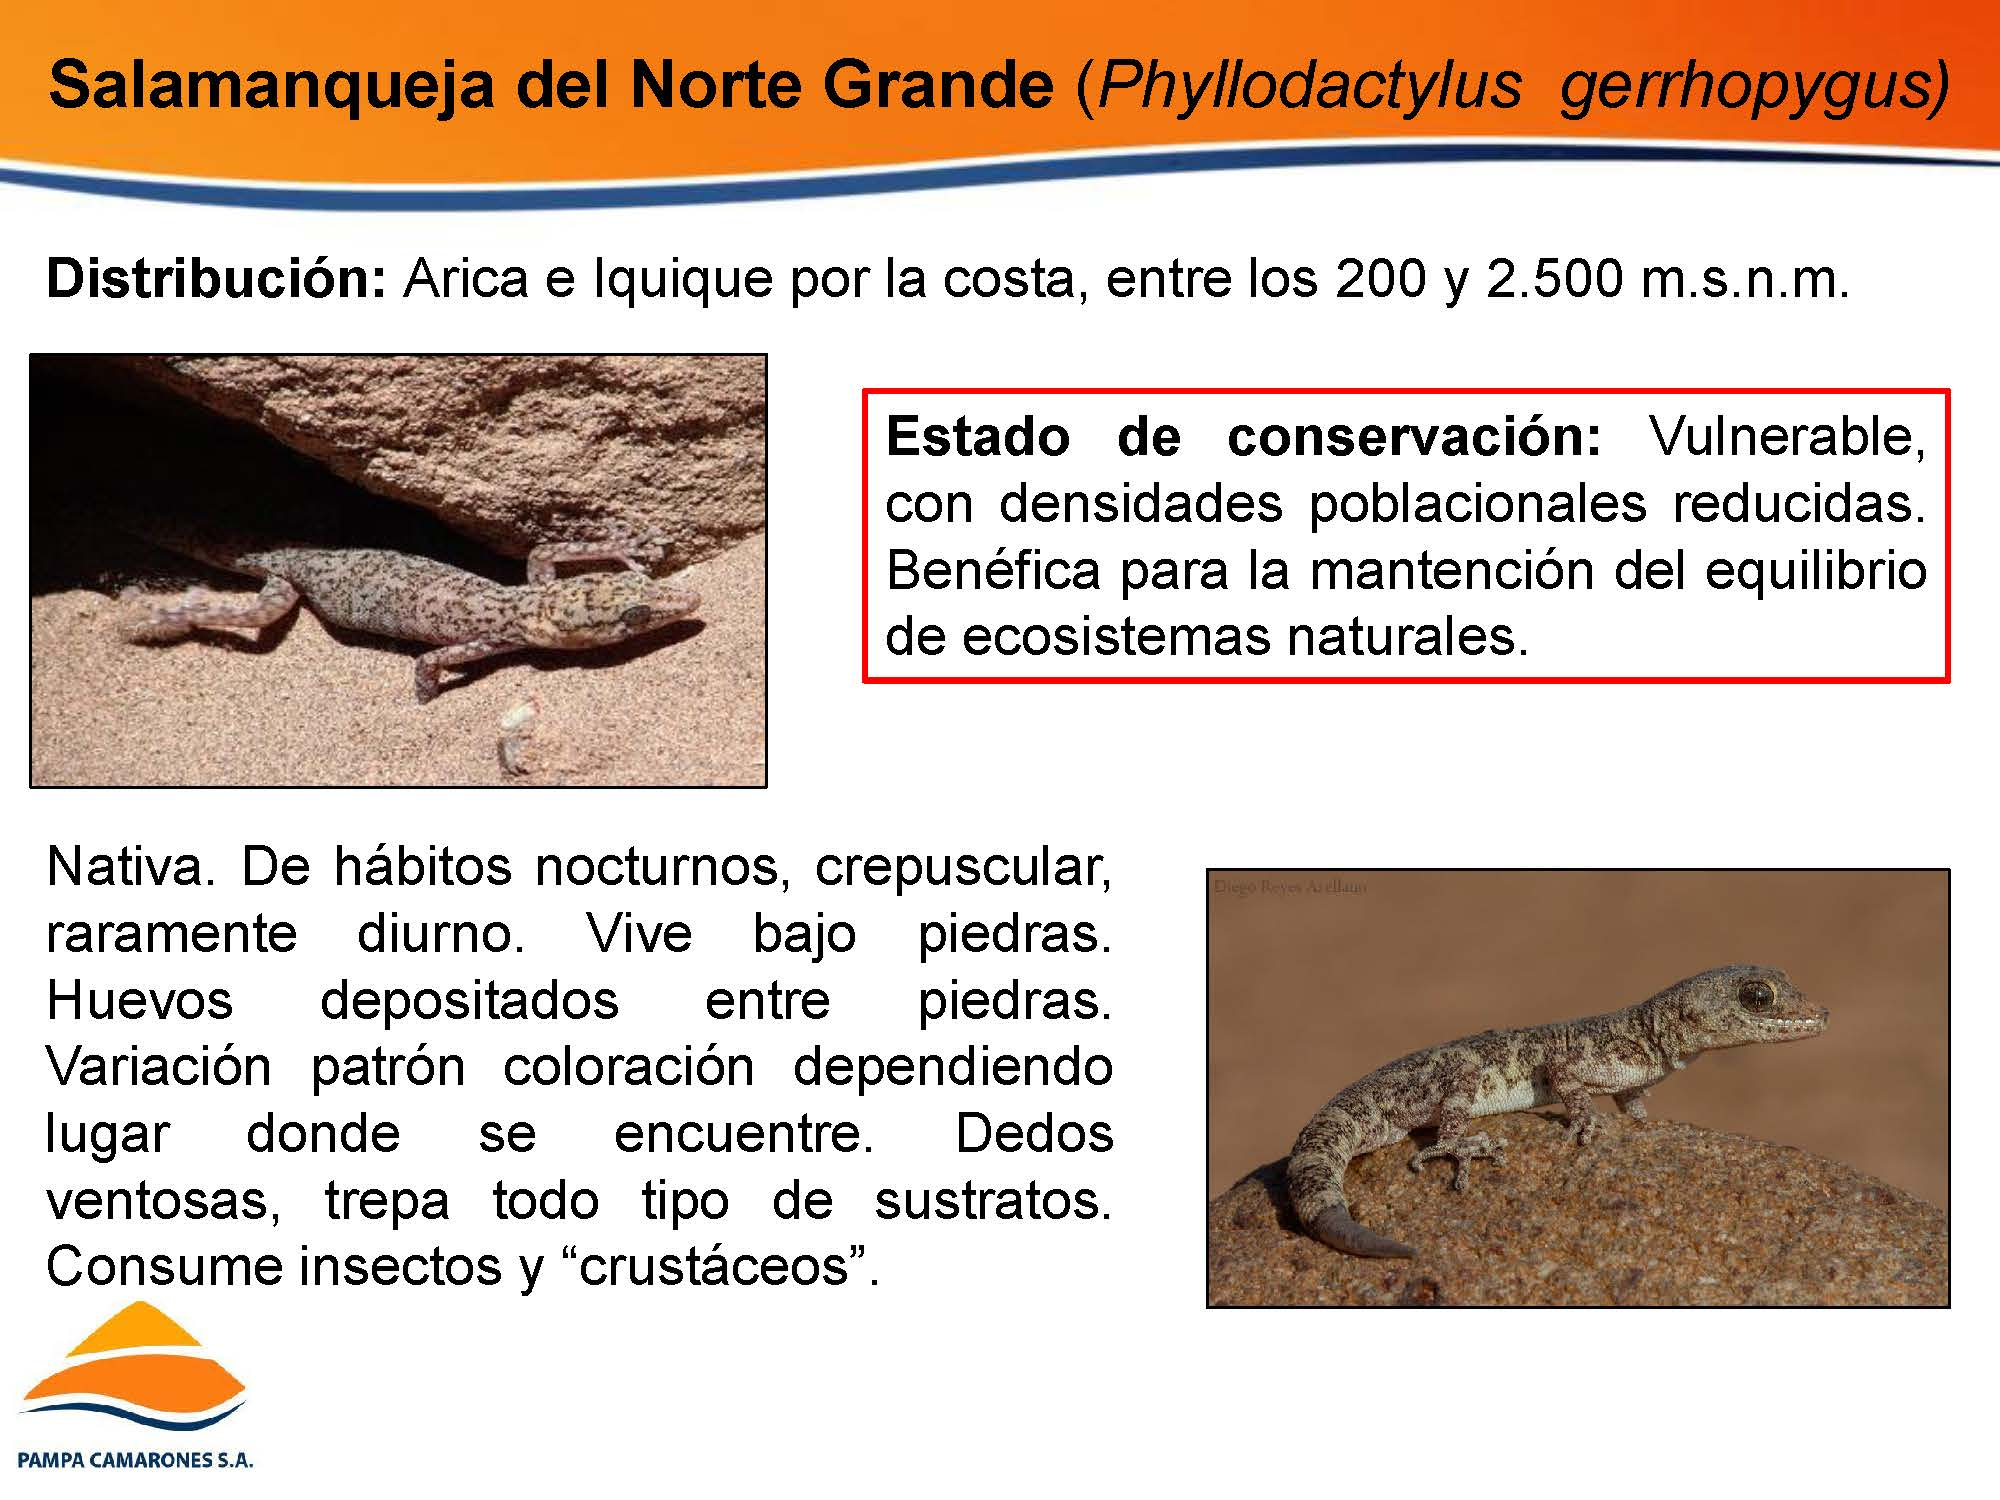 Salamanqueja del Norte Grande (Phyllodactylus gerrhopygus)
Distribución: Arica e Iquique por la costa, entre los 200 y 2.500 m.s.n.m.
Estado de conservación: Vulnerable,
con densidades poblacionales reducidas.
Benéfica para la mantención del equilibrio
de ecosistemas naturales.
Nativa. De hábitos nocturnos, crepuscular,
raramente diurno. Vive bajo piedras.
Huevos depositados entre piedras.
Variación patrón coloración dependiendo
lugar donde se encuentre. Dedos
ventosas, trepa todo tipo de sustratos.
Consume insectos y “crustáceos”.
Diego Reyes Arellano
PAMPA CAMARONES S.A.